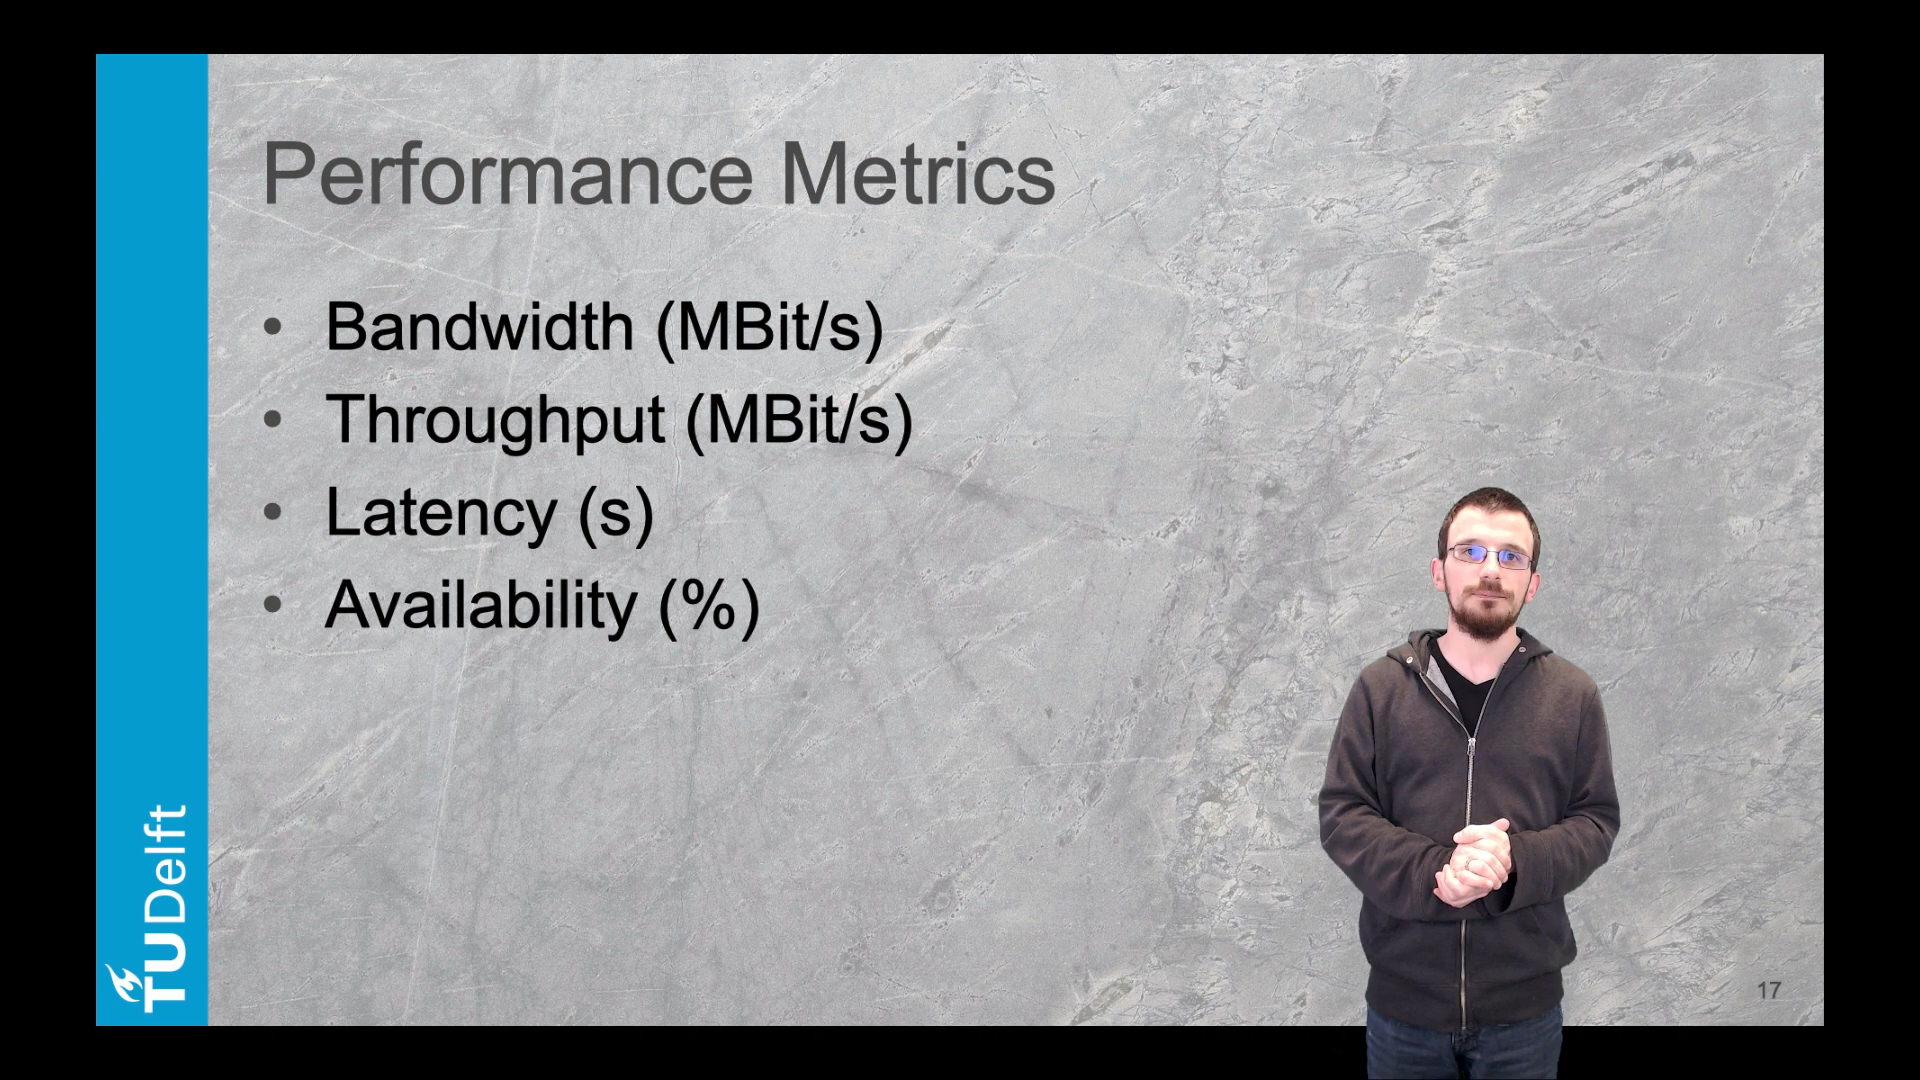 Performance Metrics
• Bandwidth (MBit/s)
• Throughput (MBit/s)
• Latency (s)
• Availability (%)
TUDelft
17